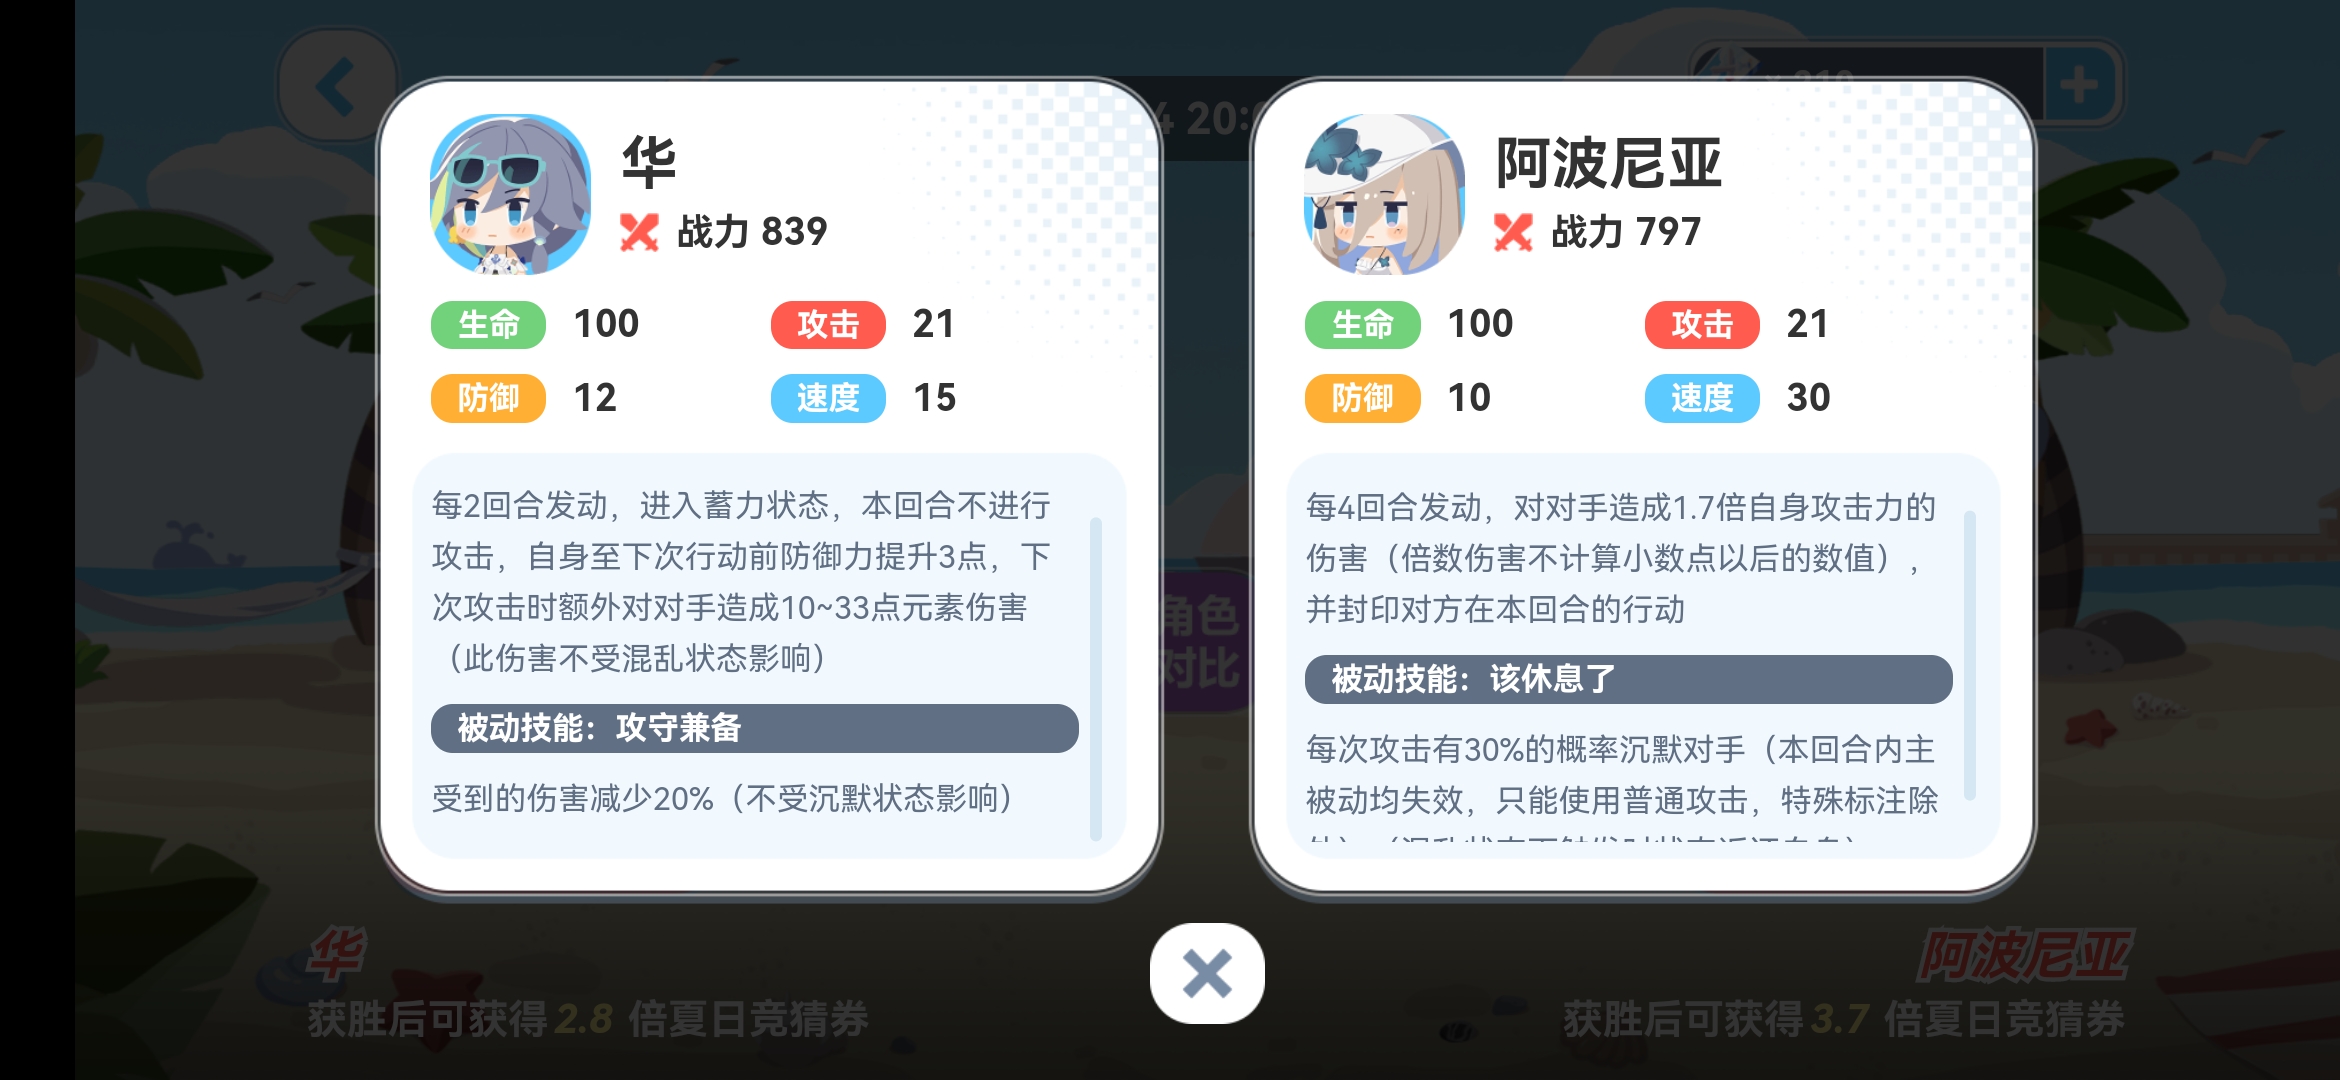 4 20:
× 210
华
战力 839
生命 100 攻击 21
防御 12 速度 15
每2回合发动，进入蓄力状态，本回合不进行
攻击，自身至下次行动前防御力提升3点，下
次攻击时额外对对手造成10~33点元素伤害
（此伤害不受混乱状态影响）
被动技能：攻守兼备
受到的伤害减少20%（不受沉默状态影响）
阿波尼亚
战力 797
生命 100 攻击 21
防御 10 速度 30
每4回合发动，对对手造成1.7倍自身攻击力的
伤害（倍数伤害不计算小数点以后的数值），
并封印对方在本回合的行动
被动技能：该休息了
每次攻击有30%的概率沉默对手（本回合内主
被动均失效，只能使用普通攻击，特殊标注除
角色
对比
华
获胜后可获得2.8 倍夏日竞猜券
阿波尼亚
获胜后可获得3.7 倍夏日竞猜券